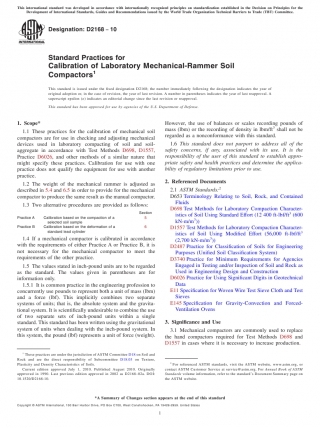 This international standard was developed in accordance with internationally recognized principles on standardization established in the Decision on Principles for the
Development of International Standards, Guides and Recommendations issued by the World Trade Organization Technical Barriers to Trade (TBT) Committee.
INTERNATIONAL
Designation: D2168 − 10
Standard Practices for
Calibration of Laboratory Mechanical-Rammer Soil
Compactors¹
This standard is issued under the fixed designation D2168; the number immediately following the designation indicates the year of
original adoption or, in the case of revision, the year of last revision. A number in parentheses indicates the year of last reapproval. A
superscript epsilon (ε) indicates an editorial change since the last revision or reapproval.
This standard has been approved for use by agencies of the U.S. Department of Defense.
1. Scope*
1.1 These practices for the calibration of mechanical soil
compactors are for use in checking and adjusting mechanical
devices used in laboratory compacting of soil and soil-
aggregate in accordance with Test Methods D698, D1557,
Practice D6026, and other methods of a similar nature that
might specify these practices. Calibration for use with one
practice does not qualify the equipment for use with another
practice.
1.2 The weight of the mechanical rammer is adjusted as
described in 5.4 and 6.5 in order to provide for the mechanical
compactor to produce the same result as the manual compactor.
1.3 Two alternative procedures are provided as follows:
Section
Practice A Calibration based on the compaction of a 5
selected soil sample
Practice B Calibration based on the deformation of a 6
standard lead cylinder
1.4 If a mechanical compactor is calibrated in accordance
with the requirements of either Practice A or Practice B, it is
not necessary for the mechanical compactor to meet the
requirements of the other practice.
1.5 The values stated in inch-pound units are to be regarded
as the standard. The values given in parentheses are for
information only.
1.5.1 It is common practice in the engineering profession to
concurrently use pounds to represent both a unit of mass (lbm)
and a force (lbf). This implicitly combines two separate
systems of units; that is, the absolute system and the gravita-
tional system. It is scientifically undesirable to combine the use
of two separate sets of inch-pound units within a single
standard. This standard has been written using the gravitational
system of units when dealing with the inch-pound system. In
this system, the pound (lbf) represents a unit of force (weight).
However, the use of balances or scales recording pounds of
mass (lbm) or the recording of density in lbm/ft³ shall not be
regarded as a nonconformance with this standard.
1.6 This standard does not purport to address all of the
safety concerns, if any, associated with its use. It is the
responsibility of the user of this standard to establish appro-
priate safety and health practices and determine the applica-
bility of regulatory limitations prior to use.
2. Referenced Documents
2.1 ASTM Standards:²
D653 Terminology Relating to Soil, Rock, and Contained
Fluids
D698 Test Methods for Laboratory Compaction Character-
istics of Soil Using Standard Effort (12 400 ft-lbf/ft³ (600
kN-m/m³))
D1557 Test Methods for Laboratory Compaction Character-
istics of Soil Using Modified Effort (56,000 ft-lbf/ft³
(2,700 kN-m/m³))
D2487 Practice for Classification of Soils for Engineering
Purposes (Unified Soil Classification System)
D3740 Practice for Minimum Requirements for Agencies
Engaged in Testing and/or Inspection of Soil and Rock as
Used in Engineering Design and Construction
D6026 Practice for Using Significant Digits in Geotechnical
Data
E11 Specification for Woven Wire Test Sieve Cloth and Test
Sieves
E145 Specification for Gravity-Convection and Forced-
Ventilation Ovens
3. Significance and Use
3.1 Mechanical compactors are commonly used to replace
the hand compactors required for Test Methods D698 and
D1557 in cases where it is necessary to increase production.
¹ These practices are under the jurisdiction of ASTM Committee D18 on Soil and
Rock and are the direct responsibility of Subcommittee D18.03 on Texture,
Plasticity and Density Characteristics of Soils.
Current edition approved July 1, 2010. Published August 2010. Originally
approved in 1990. Last previous edition approved in 2002 as D2168–02a.
² For referenced ASTM standards, visit the ASTM website, www.astm.org, or
contact ASTM Customer Service at service@astm.org. For Annual Book of ASTM
Standards volume information, refer to the standard's Document Summary page on
the ASTM website.
*A Summary of Changes section appears at the end of this standard
Copyright © ASTM International, 100 Barr Harbor Drive, PO Box C700, West Conshohocken, PA 19428-2959. United States
1